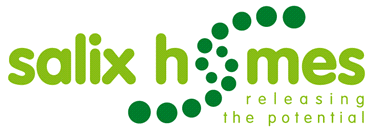 salix homes
releasing
the potential